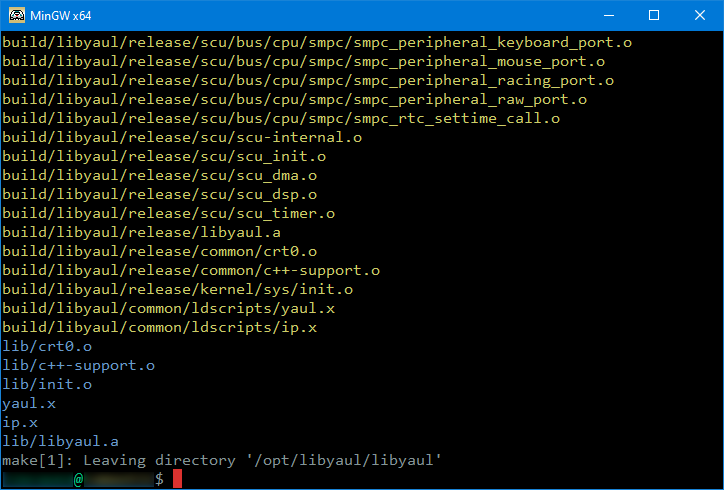 MinGW x64
build/libyaul/release/scu/bus/cpu/smpc/smpc_peripheral_keyboard_port.o
build/libyaul/release/scu/bus/cpu/smpc/smpc_peripheral_mouse_port.o
build/libyaul/release/scu/bus/cpu/smpc/smpc_peripheral_racing_port.o
build/libyaul/release/scu/bus/cpu/smpc/smpc_peripheral_raw_port.o
build/libyaul/release/scu/bus/cpu/smpc/smpc_rtc_settime_call.o
build/libyaul/release/scu/scu-internal.o
build/libyaul/release/scu/scu_init.o
build/libyaul/release/scu/scu_dma.o
build/libyaul/release/scu/scu_dsp.o
build/libyaul/release/scu/scu_timer.o
build/libyaul/release/libyaul.a
build/libyaul/release/common/crt0.o
build/libyaul/release/common/c++-support.o
build/libyaul/release/kernel/sys/init.o
build/libyaul/common/ldscripts/yaul.x
build/libyaul/common/ldscripts/ip.x
lib/crt0.o
lib/c++-support.o
lib/init.o
yaul.x
ip.x
lib/libyaul.a
make[1]: Leaving directory '/opt/libyaul/libyaul'
@ $